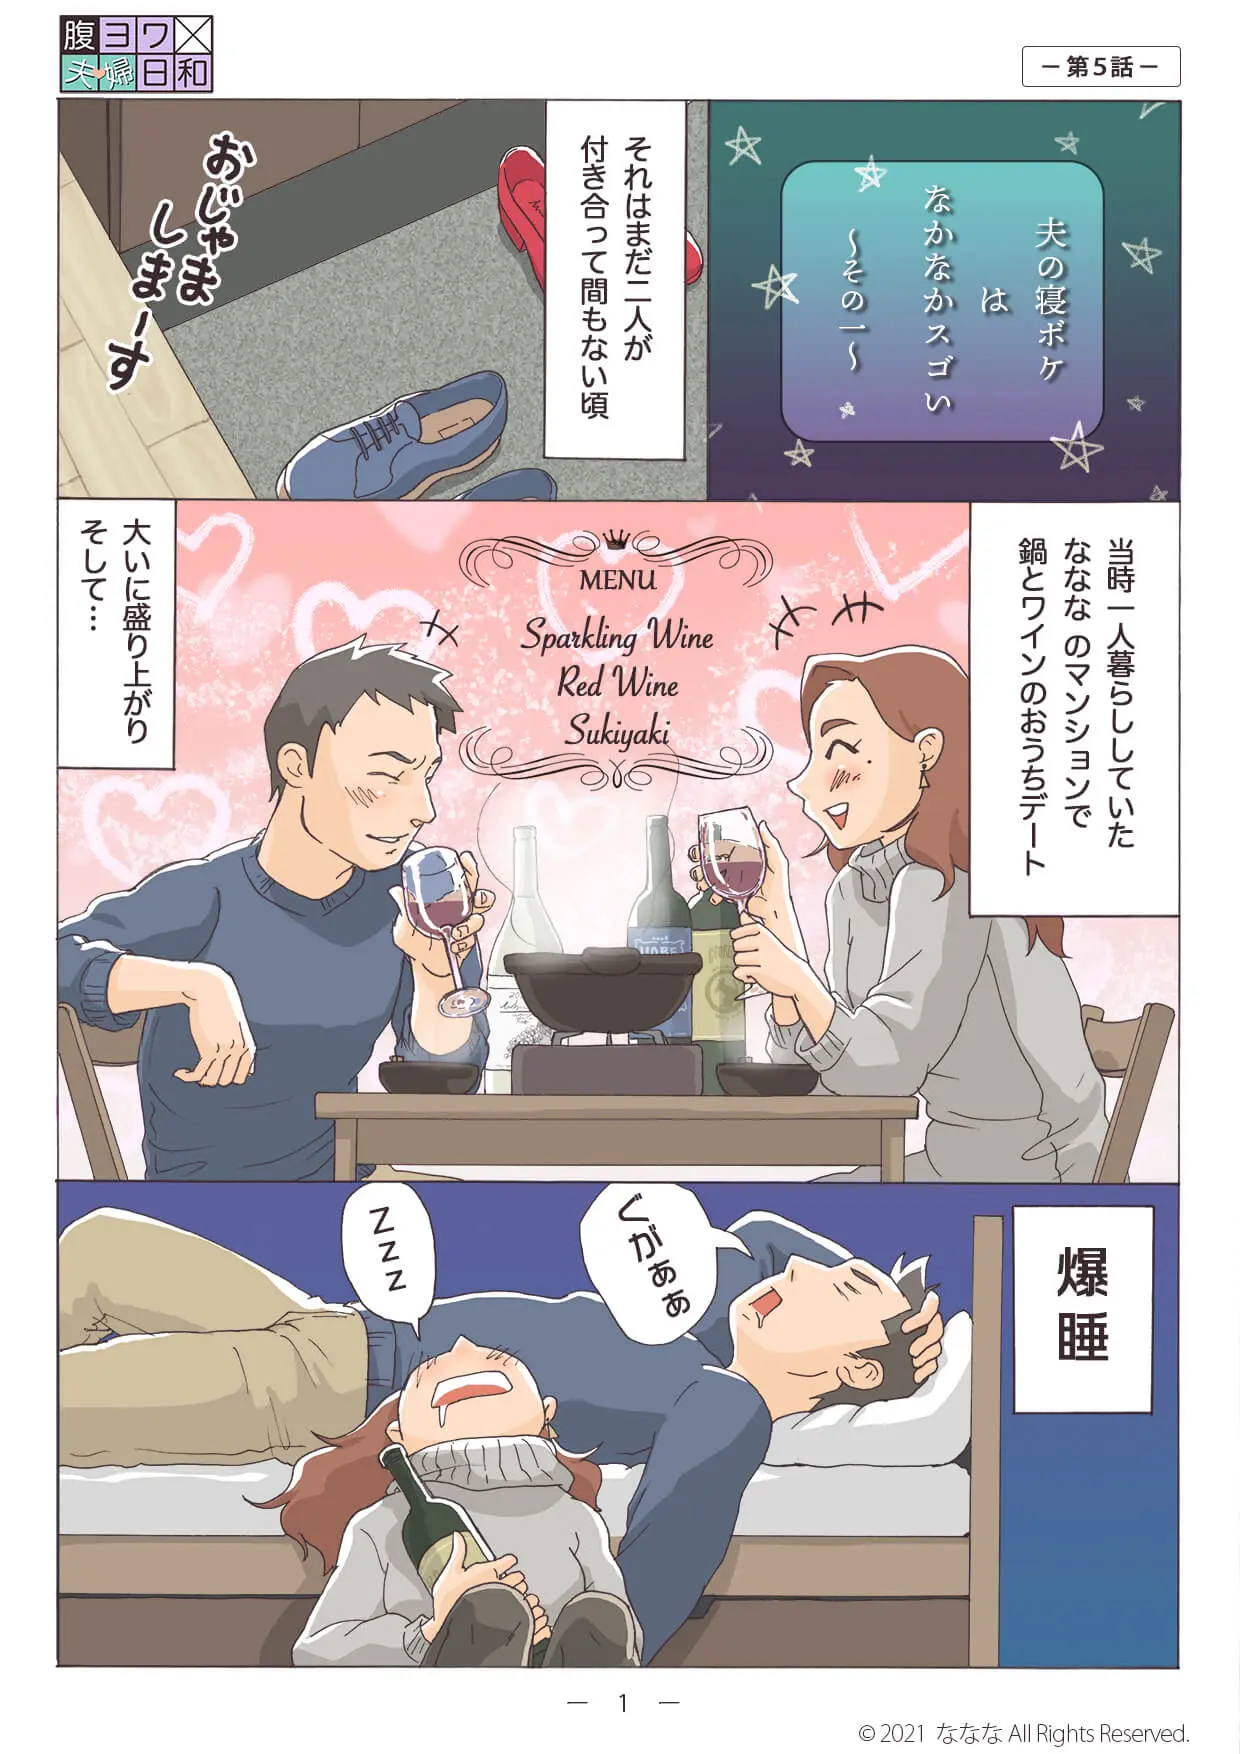 腹ヨワ
夫婦日和
ー 第5話 ー
夫の寝ボケ
は
なかなかスゴい
〜その一〜
それはまだ二人が
付き合って間もない頃
おじゃま
しまーす
当時一人暮らししていた
ななな のマンションで
鍋とワインのおうちデート
MENU
Sparkling Wine
Red Wine
Sukiyaki
大いに盛り上がり
そして…
爆睡
ぐがぁぁ
ZZZ
— 1 —
© 2021 ななな All Rights Reserved.